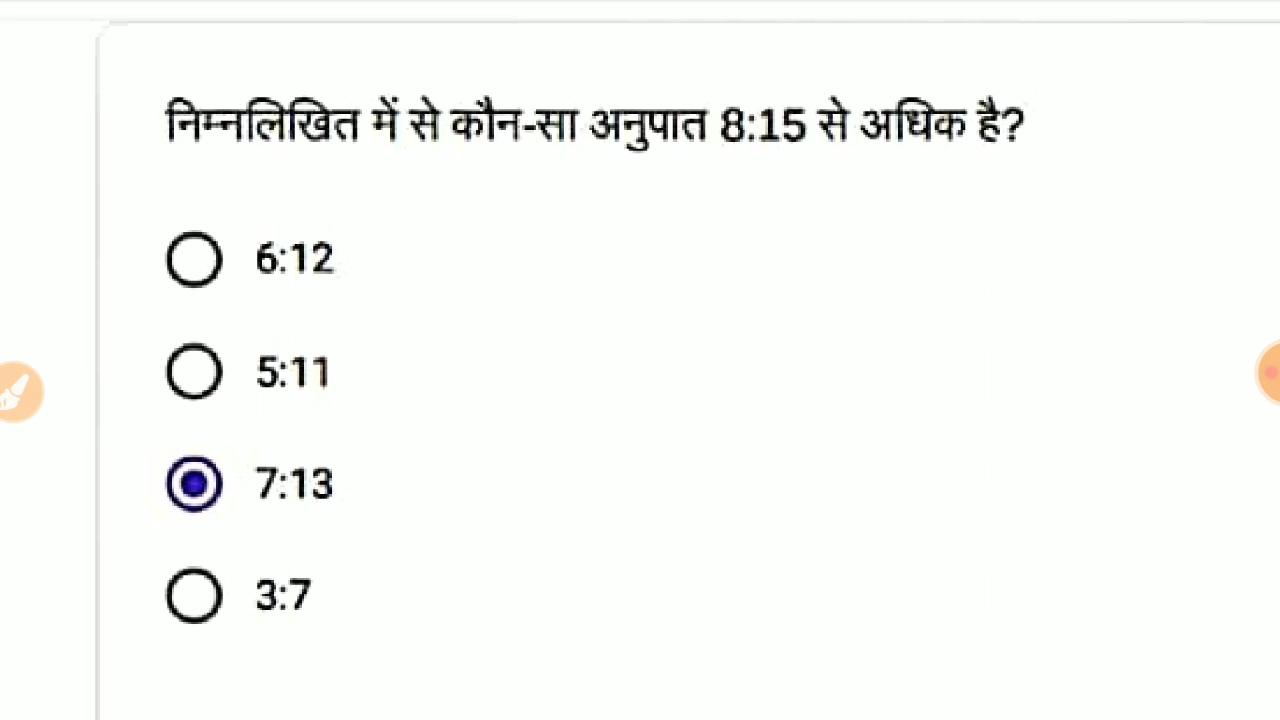 निम्नलिखित में से कौन-सा अनुपात 8:15 से अधिक है?
6:12
5:11
7:13
3:7